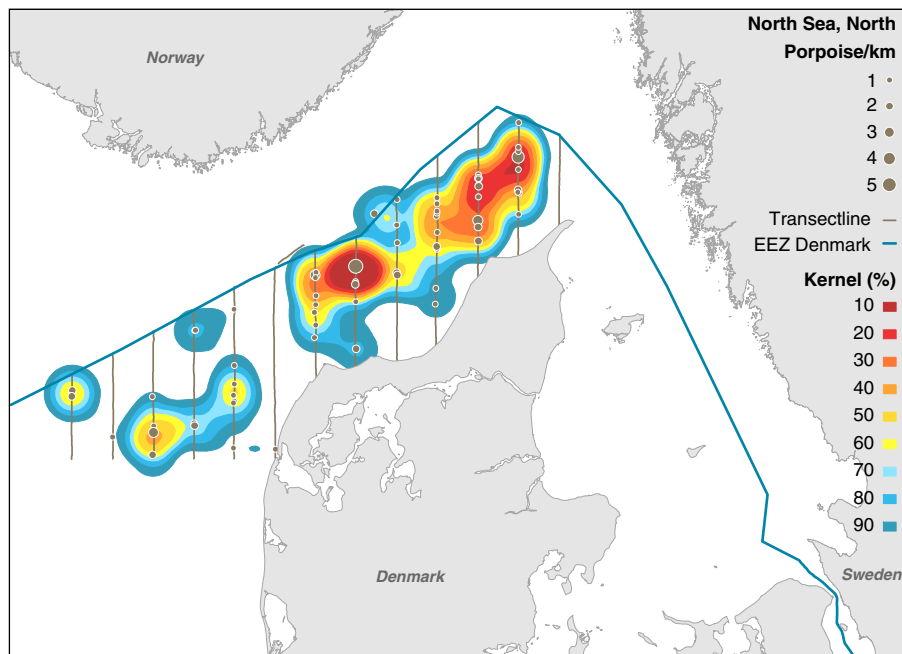 North Sea, North
Porpoise/km
1
2
3
4
5
Transectline
EEZ Denmark
Kernel (%)
10
20
30
40
50
60
70
80
90
Norway
Denmark
Sweden